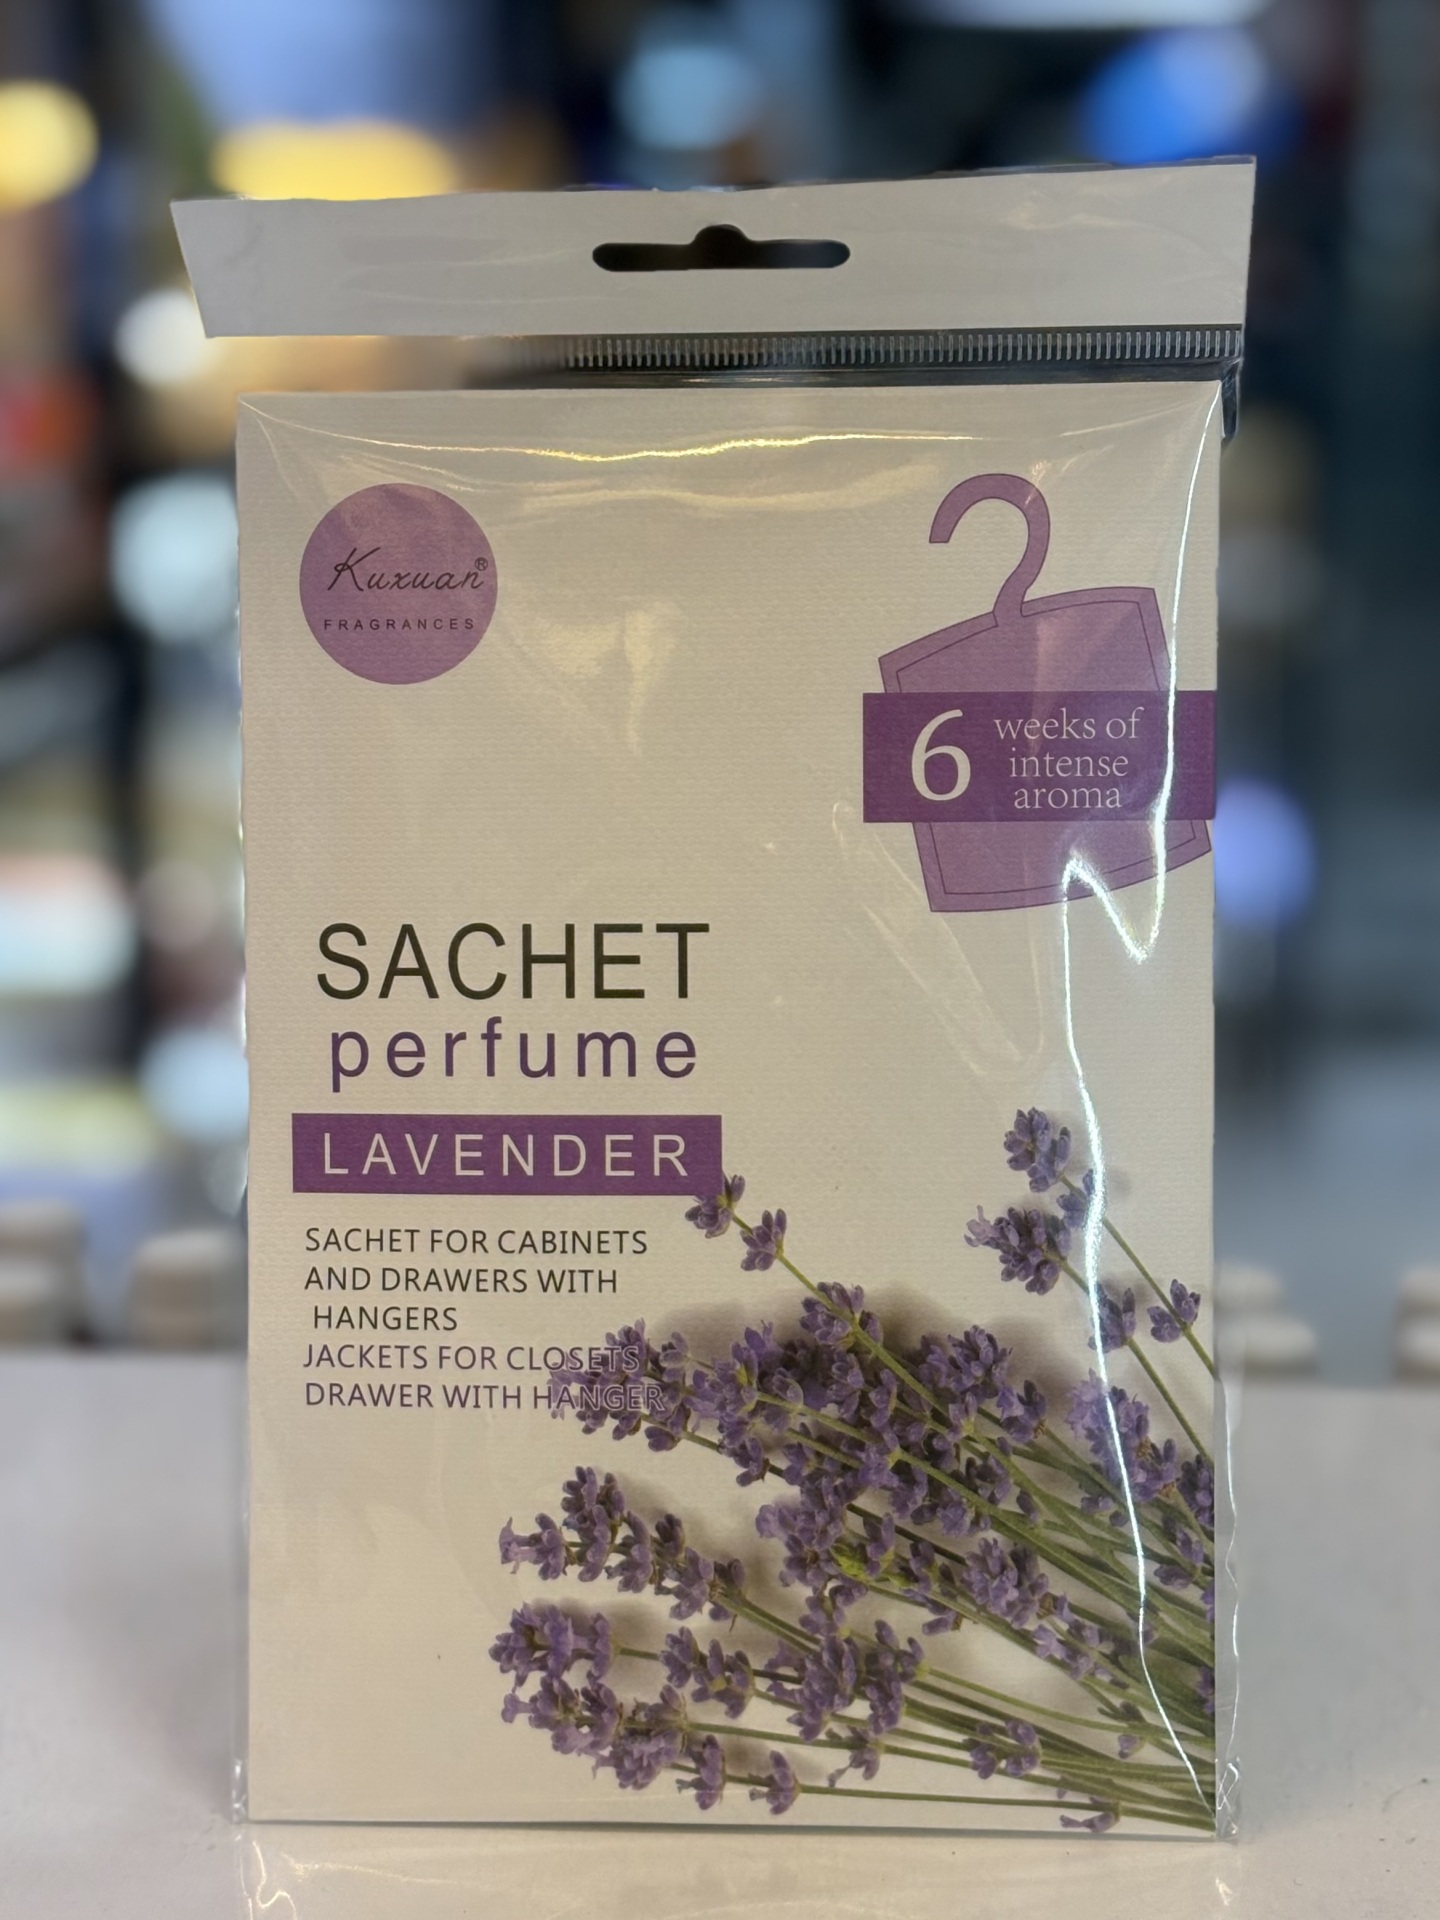 Kuxuan®
FRAGRANCES
6
weeks of
intense
aroma
SACHET
perfume
LAVENDER
SACHET FOR CABINETS
AND DRAWERS WITH
HANGERS
JACKETS FOR CLOSETS
DRAWER WITH HANGER